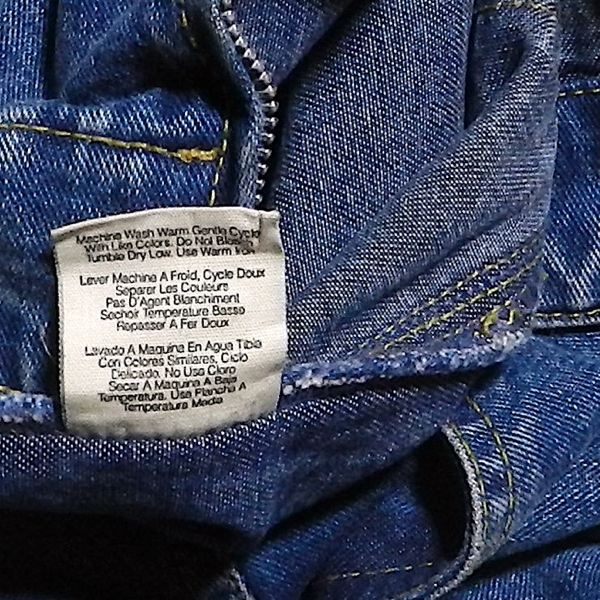 Machine Wash Warm Gentle Cycle
With Like Colors. Do Not Bleach
Tumble Dry Low. Use Warm Iron
Lever Machine A Froid, Cycle Doux
Separer Les Couleurs
Pas D'Agent Blanchiment
Sechoir Temperature Basse
Repasser A Fer Doux
Lavado A Maquina En Agua Tibia
Con Colores Similares, Ciclo
Delicado. No Use Cloro
Secar A Maquina A Baja
Temperatura. Use Plancha A
Temperatura Media